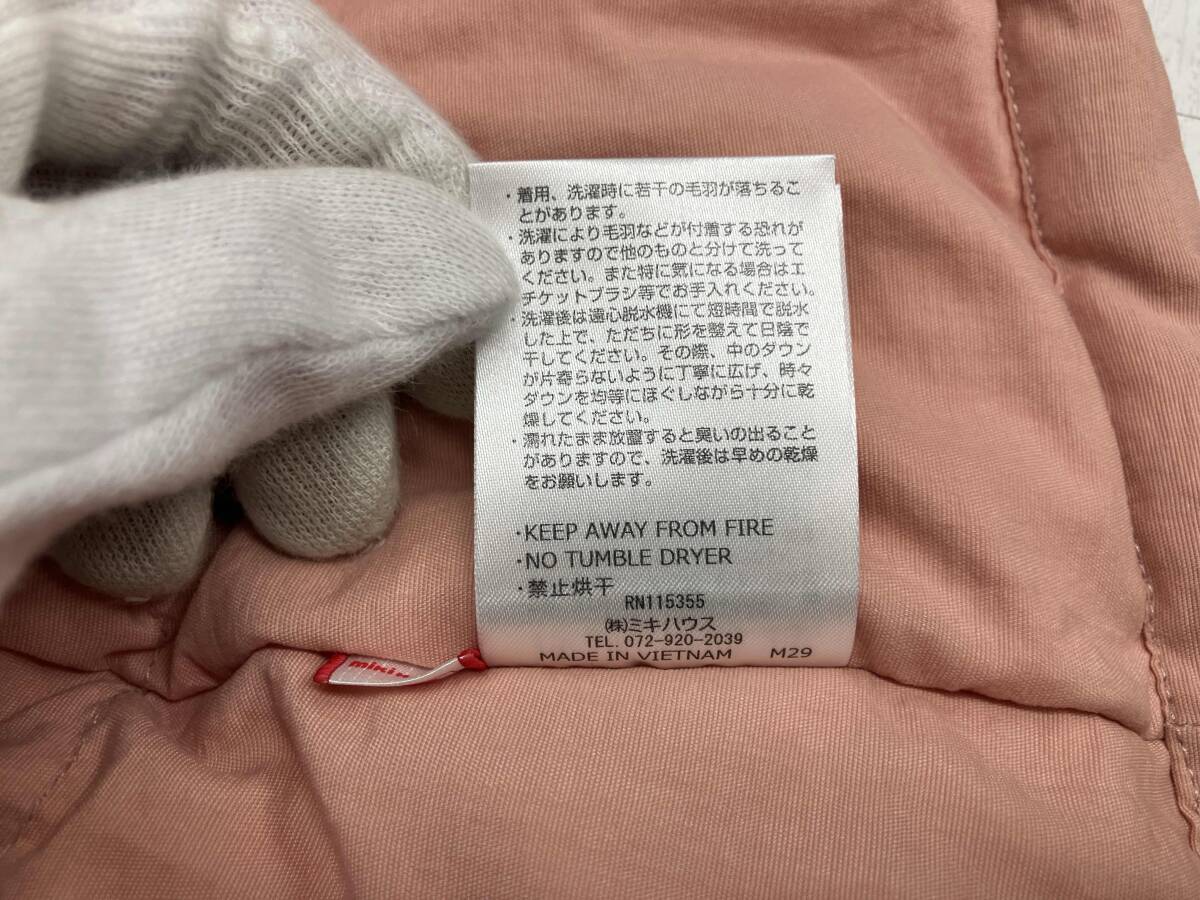 ・着用、洗濯時に若干の毛羽が落ちるこ
とがあります。
・洗濯により毛羽などが付着する恐れが
ありますので他のものと分けて洗って
ください。また特に気になる場合はエ
チケットブラシ等でお手入れください。
・洗濯後は遠心脱水機にて短時間で脱水
した上で、ただちに形を整えて日陰で
干してください。その際、中のダウン
が片寄らないように丁寧に広げ、時々
ダウンを均等にほぐしながら十分に乾
燥してください。
・濡れたまま放置すると臭いの出ること
がありますので、洗濯後は早めの乾燥
をお願いします。
・KEEP AWAY FROM FIRE
・NO TUMBLE DRYER
・禁止烘干
RN115355
㈱ミキハウス
TEL. 072-920-2039
MADE IN VIETNAM M29